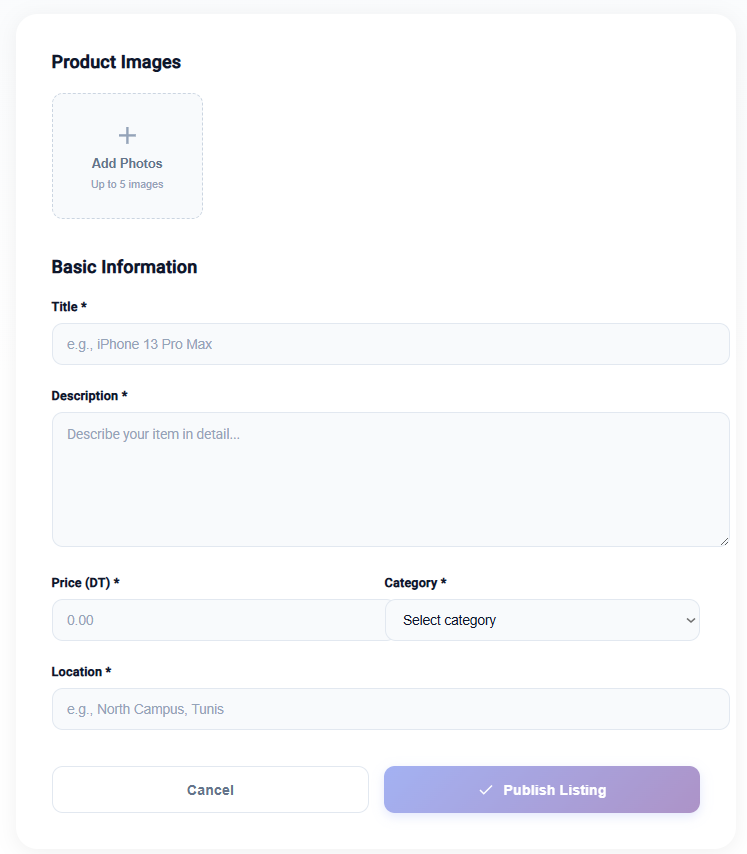 Product Images
Add Photos
Up to 5 images
Basic Information
Title *
e.g., iPhone 13 Pro Max
Description *
Describe your item in detail...
Price (DT) *
Category *
0.00
Select category
Location *
e.g., North Campus, Tunis
Cancel
Publish Listing